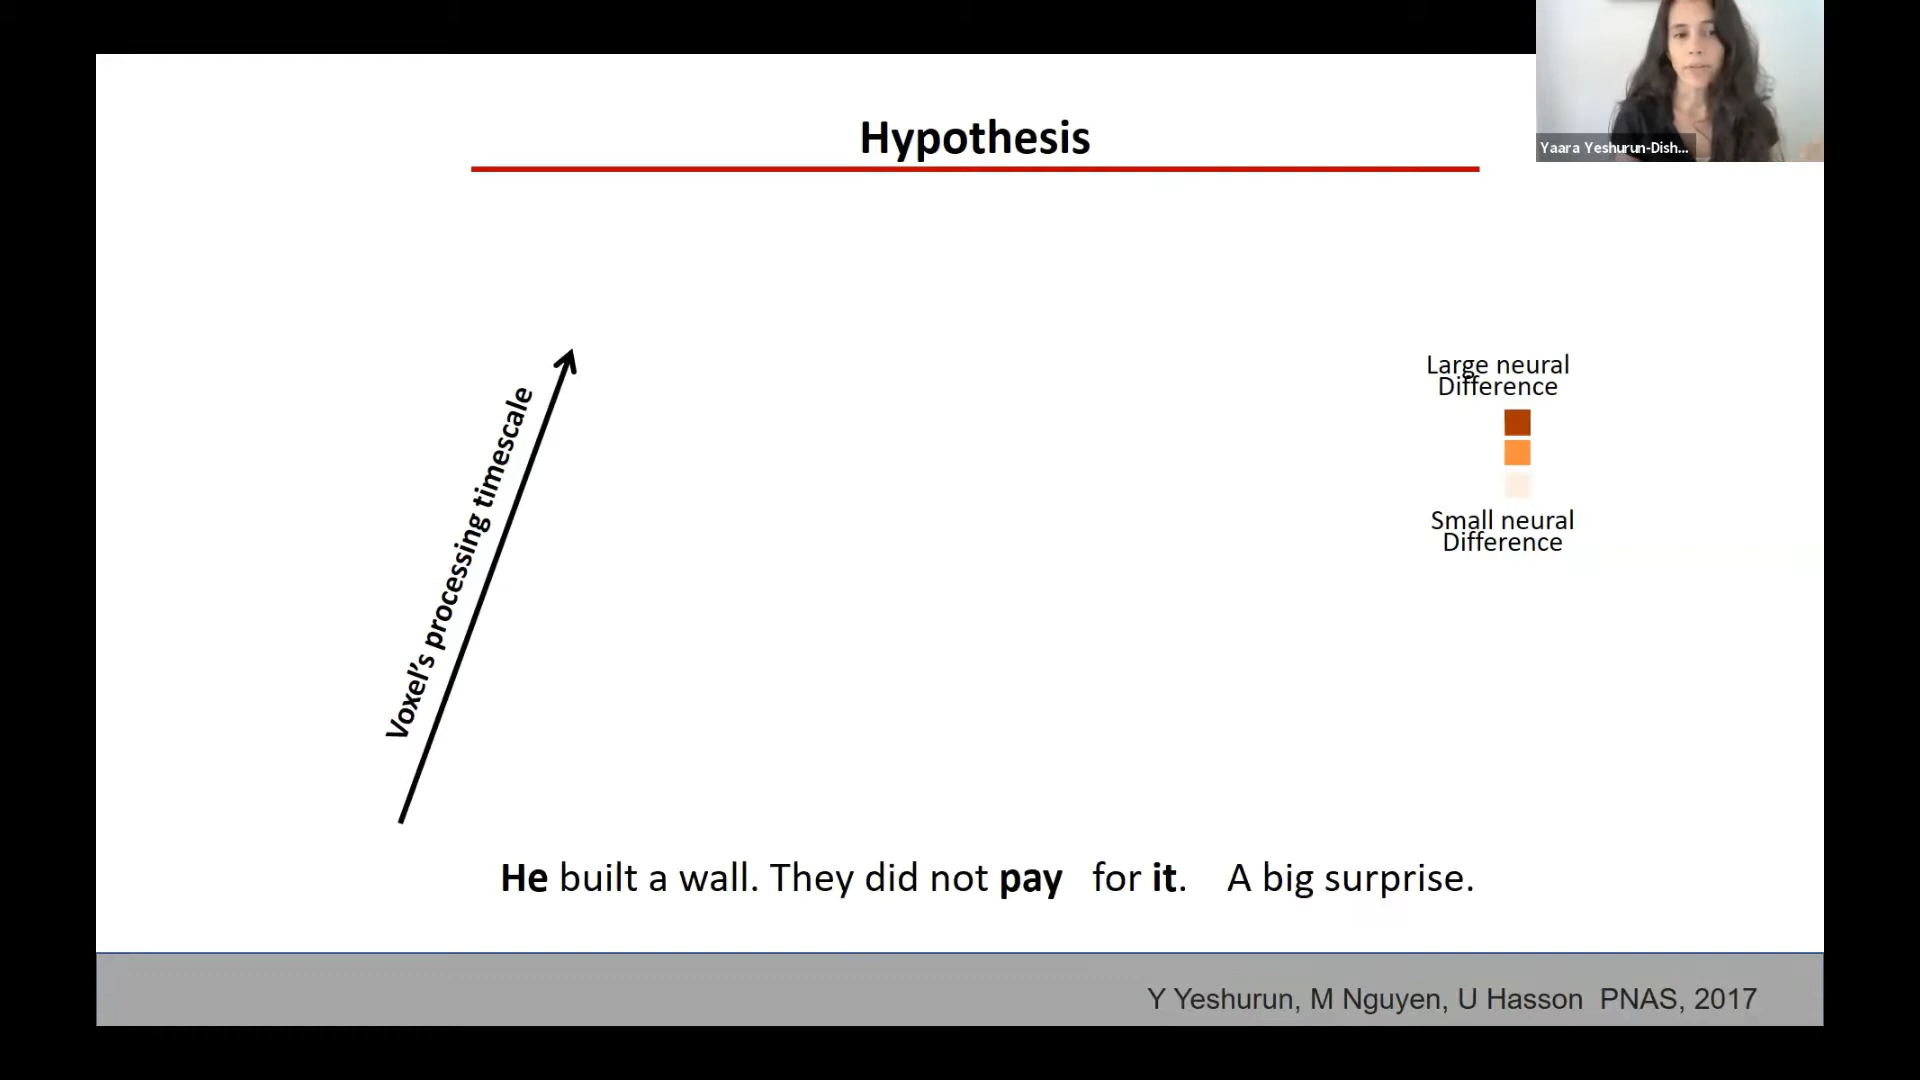 Hypothesis
Yaara Yeshurun-Dish...
Large neural
Difference
Small neural
Difference
Voxel's processing timescale
He built a wall. They did not pay for it. A big surprise.
Y Yeshurun, M Nguyen, U Hasson PNAS, 2017